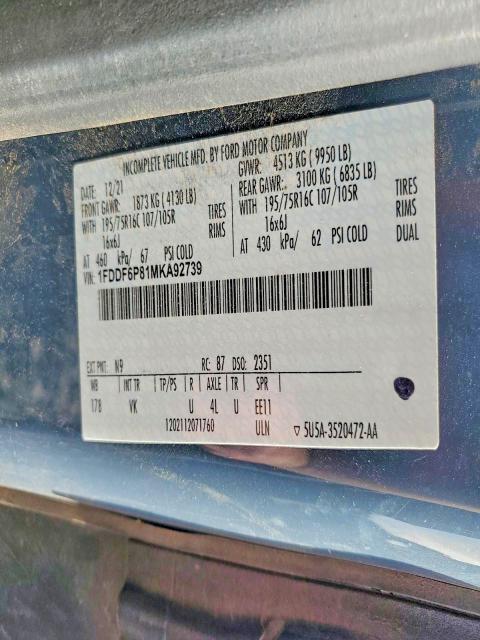 INCOMPLETE VEHICLE MFD. BY FORD MOTOR COMPANY
DATE: 12/21 GVWR: 4513 KG ( 9950 LB)
FRONT GAWR: 1873 KG ( 4130 LB) REAR GAWR: 3100 KG ( 6835 LB)
WITH 195/75R16C 107/105R TIRES WITH 195/75R16C 107/105R TIRES
16x6J RIMS 16x6J RIMS
AT 460 kPa/ 67 PSI COLD AT 430 kPa/ 62 PSI COLD DUAL
VIN: 1FDDF6P81MKA92739
EXT PNT: N9 RC: 87 DSO: 2351
WB INT TR TP/PS R AXLE TR SPR
178 VK U 4L U EE11
1202112071760 ULN ▽ 5U5A-3520472-AA